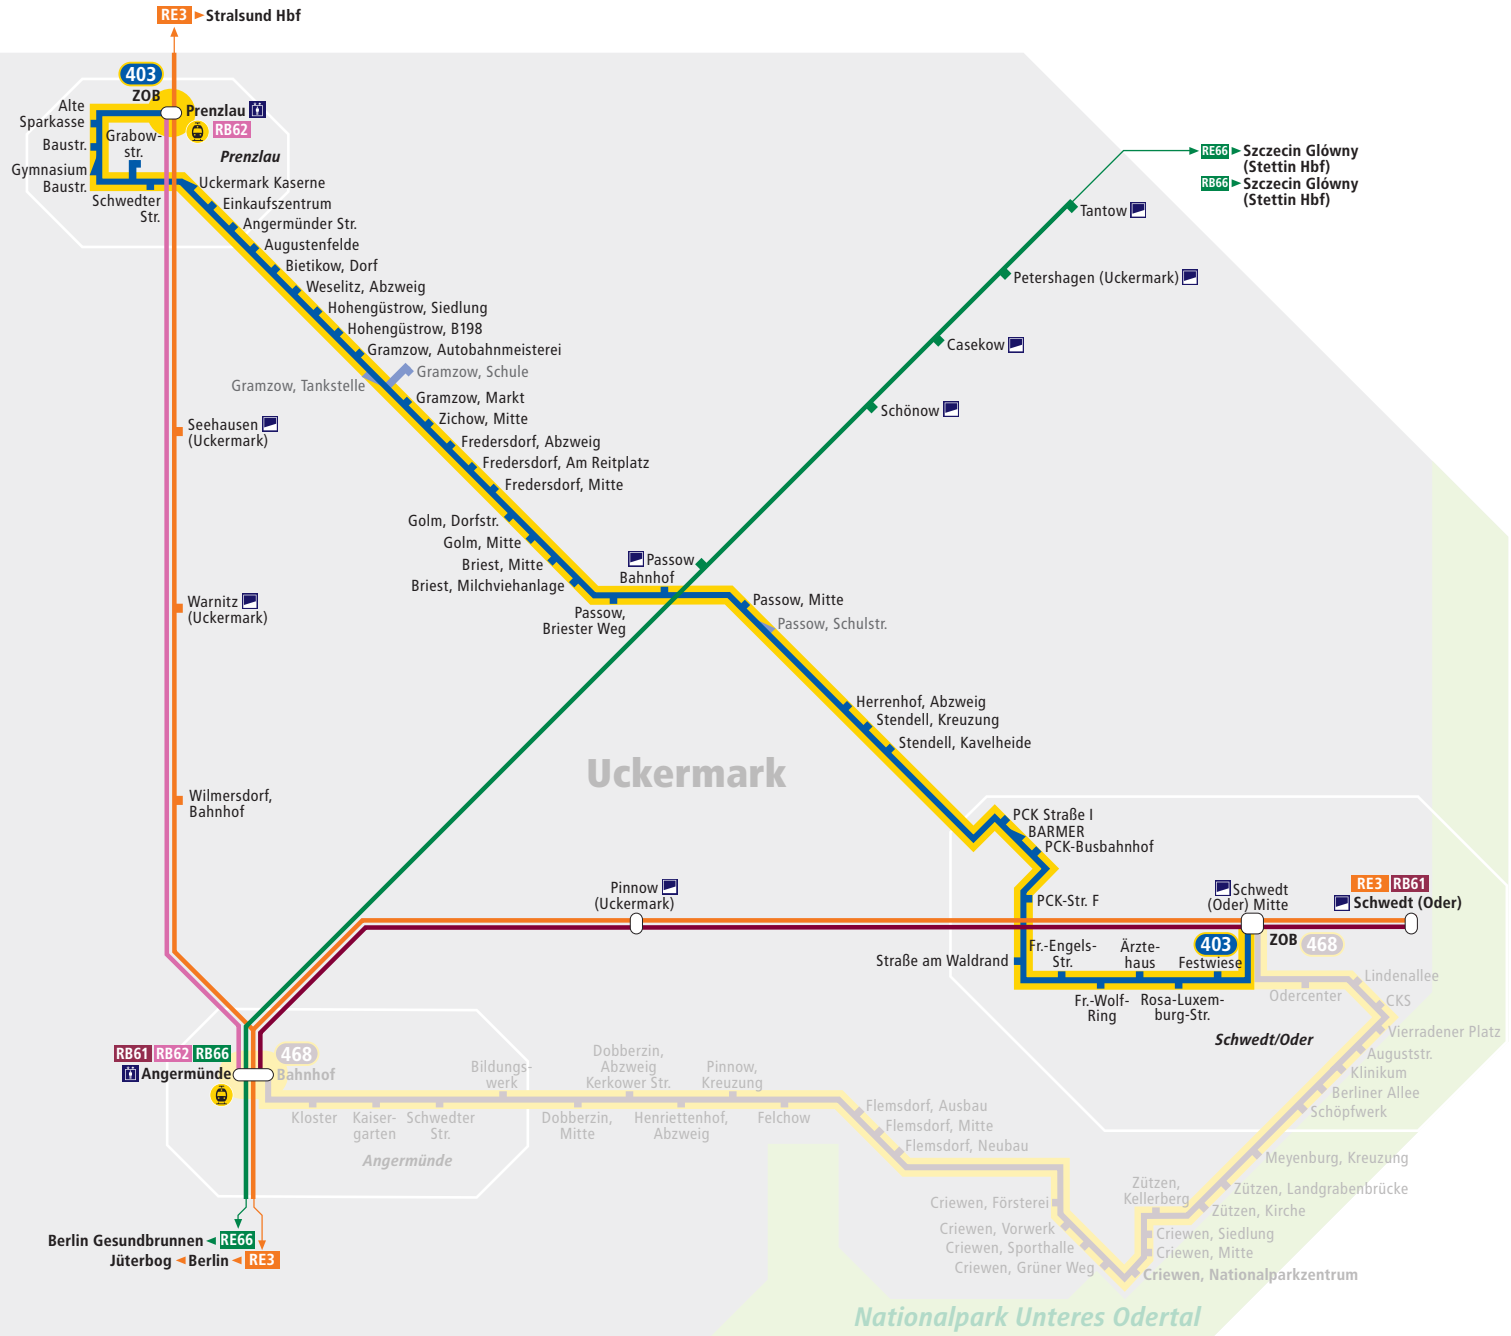 RE3 Stralsund Hbf
403
ZOB
Prenzlau
RB62
Prenzlau
Alte
Sparkasse
Baustr.
Grabow-
str.
Gymnasium
Baustr.
Schwedter
Str.
Uckermark Kaserne
Einkaufszentrum
Angermünder Str.
Augustenfelde
Bietikow, Dorf
Weselitz, Abzweig
Hohengüstrow, Siedlung
Hohengüstrow, B198
Gramzow, Autobahnmeisterei
Gramzow, Schule
Gramzow, Tankstelle
Gramzow, Markt
Zichow, Mitte
Fredersdorf, Abzweig
Fredersdorf, Am Reitplatz
Fredersdorf, Mitte
Golm, Dorfstr.
Golm, Mitte
Briest, Mitte
Briest, Milchviehanlage
Passow,
Briester Weg
Passow
Bahnhof
Passow, Mitte
Passow, Schulstr.
Herrenhof, Abzweig
Stendell, Kreuzung
Stendell, Kavelheide
RE66 Szczecin Glówny
(Stettin Hbf)
RB66 Szczecin Glówny
(Stettin Hbf)
Tantow
Petershagen (Uckermark)
Casekow
Schönow
Seehausen
(Uckermark)
Warnitz
(Uckermark)
Wilmersdorf,
Bahnhof
Uckermark
PCK Straße I
BARMER
PCK-Busbahnhof
PCK-Str. F
Straße am Waldrand
Fr.-Engels-
Str.
Fr.-Wolf-
Ring
Ärzte-
haus
Rosa-Luxem-
burg-Str.
403
Festwiese
Schwedt
(Oder) Mitte
ZOB 468
RE3 RB61
Schwedt (Oder)
Pinnow
(Uckermark)
Schwedt/Oder
Odercenter
Lindenallee
CKS
Vierradener Platz
Auguststr.
Klinikum
Berliner Allee
Schöpfwerk
Meyenburg, Kreuzung
Zützen, Landgrabenbrücke
Zützen, Kirche
Zützen,
Kellerberg
Criewen, Siedlung
Criewen, Mitte
Criewen, Nationalparkzentrum
Criewen, Försterei
Criewen, Vorwerk
Criewen, Sporthalle
Criewen, Grüner Weg
RB61 RB62 RB66
Angermünde
468
Bahnhof
Kloster
Kaiser-
garten
Schwedter
Str.
Bildungs-
werk
Dobberzin,
Mitte
Dobberzin,
Abzweig
Kerkower Str.
Henriettenhof,
Abzweig
Pinnow,
Kreuzung
Felchow
Flemsdorf, Ausbau
Flemsdorf, Mitte
Flemsdorf, Neubau
Angermünde
Berlin Gesundbrunnen RE66
Jüterbog Berlin RE3
Nationalpark Unteres Odertal